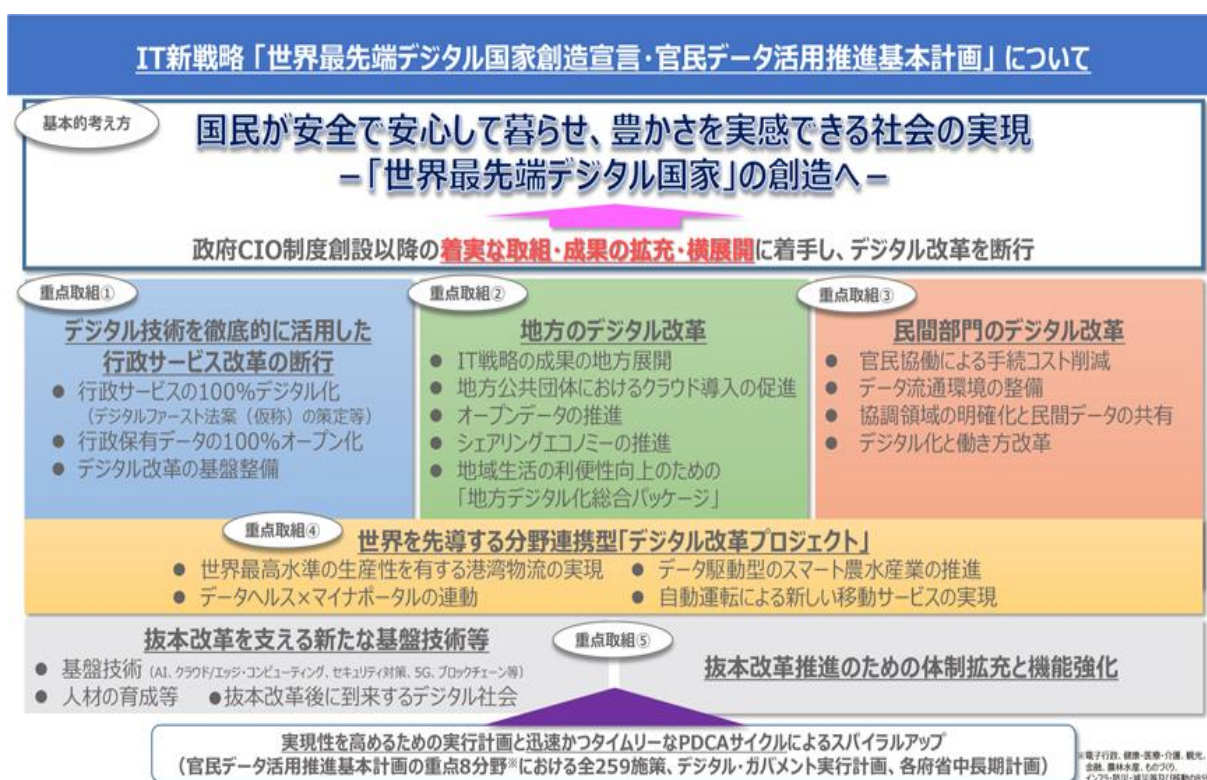 IT新戦略「世界最先端デジタル国家創造宣言・官民データ活用推進基本計画」について
基本的考え方
国民が安全で安心して暮らせ、豊かさを実感できる社会の実現
－「世界最先端デジタル国家」の創造へ－
政府CIO制度創設以降の着実な取組・成果の拡充・横展開に着手し、デジタル改革を断行
重点取組①
デジタル技術を徹底的に活用した
行政サービス改革の断行
● 行政サービスの100%デジタル化
（デジタルファースト法案（仮称）の策定等）
● 行政保有データの100%オープン化
● デジタル改革の基盤整備
重点取組②
地方のデジタル改革
● IT戦略の成果の地方展開
● 地方公共団体におけるクラウド導入の促進
● オープンデータの推進
● シェアリングエコノミーの推進
● 地域生活の利便性向上のための
「地方デジタル化総合パッケージ」
重点取組③
民間部門のデジタル改革
● 官民協働による手続コスト削減
● データ流通環境の整備
● 協調領域の明確化と民間データの共有
● デジタル化と働き方改革
重点取組④
世界を先導する分野連携型「デジタル改革プロジェクト」
● 世界最高水準の生産性を有する港湾物流の実現 ● データ駆動型のスマート農水産業の推進
● データヘルス×マイナポータルの連動 ● 自動運転による新しい移動サービスの実現
重点取組⑤
抜本改革を支える新たな基盤技術等
● 基盤技術（AI、クラウド/エッジ・コンピューティング、セキュリティ対策、5G、ブロックチェーン等）
● 人材の育成等 ●抜本改革後に到来するデジタル社会
抜本改革推進のための体制拡充と機能強化
実現性を高めるための実行計画と迅速かつタイムリーなPDCAサイクルによるスパイラルアップ
（官民データ活用推進基本計画の重点8分野※における全259施策、デジタル・ガバメント実行計画、各府省中長期計画）
※電子行政、健康・医療・介護、観光、
金融、農林水産、ものづくり、